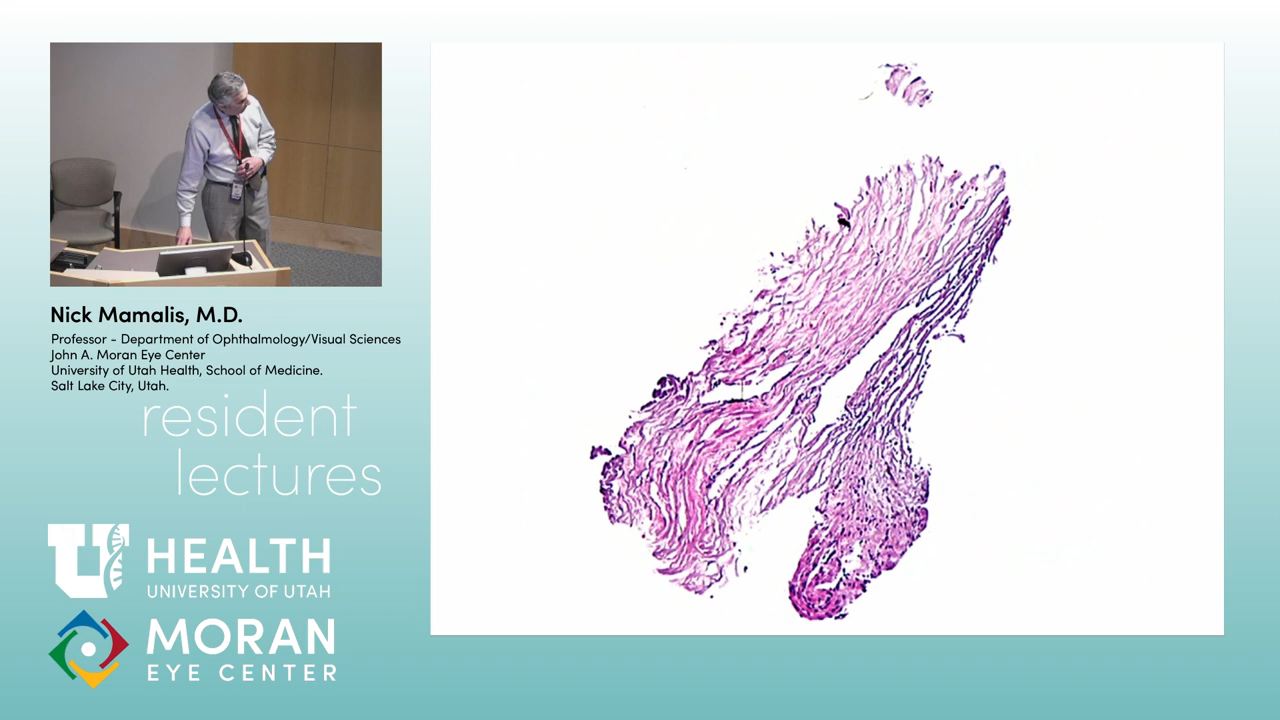 Nick Mamalis, M.D.
Professor - Department of Ophthalmology/Visual Sciences
John A. Moran Eye Center
University of Utah Health, School of Medicine.
Salt Lake City, Utah.
resident
lectures
U HEALTH
UNIVERSITY OF UTAH
MORAN
EYE CENTER